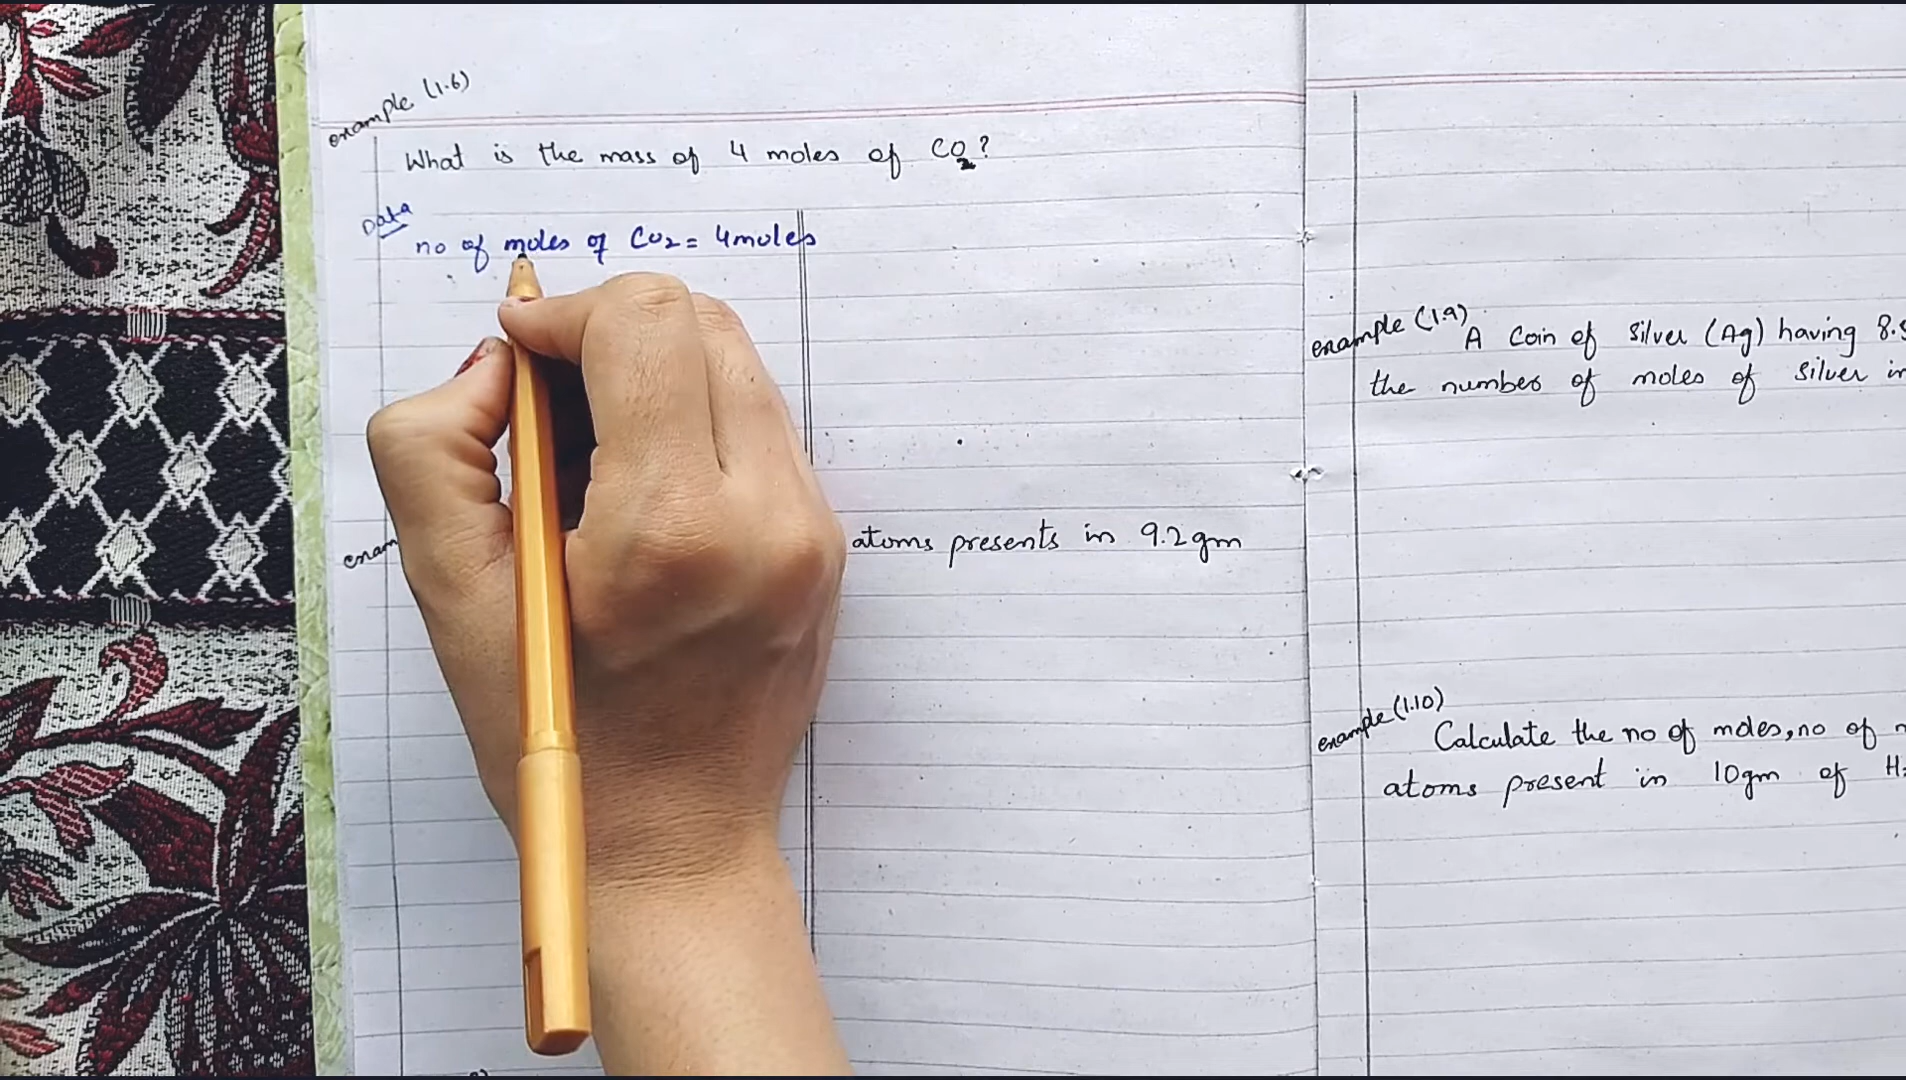 example (1.6)
What is the mass of 4 moles of CO2?
Data
no of moles of CO2 = 4moles
atoms presents in 9.2gm
example (1.9)
A Coin of Silver (Ag) having 8.5
the number of moles of Silver in
example (1.10)
Calculate the no of moles, no of
atoms present in 10gm of